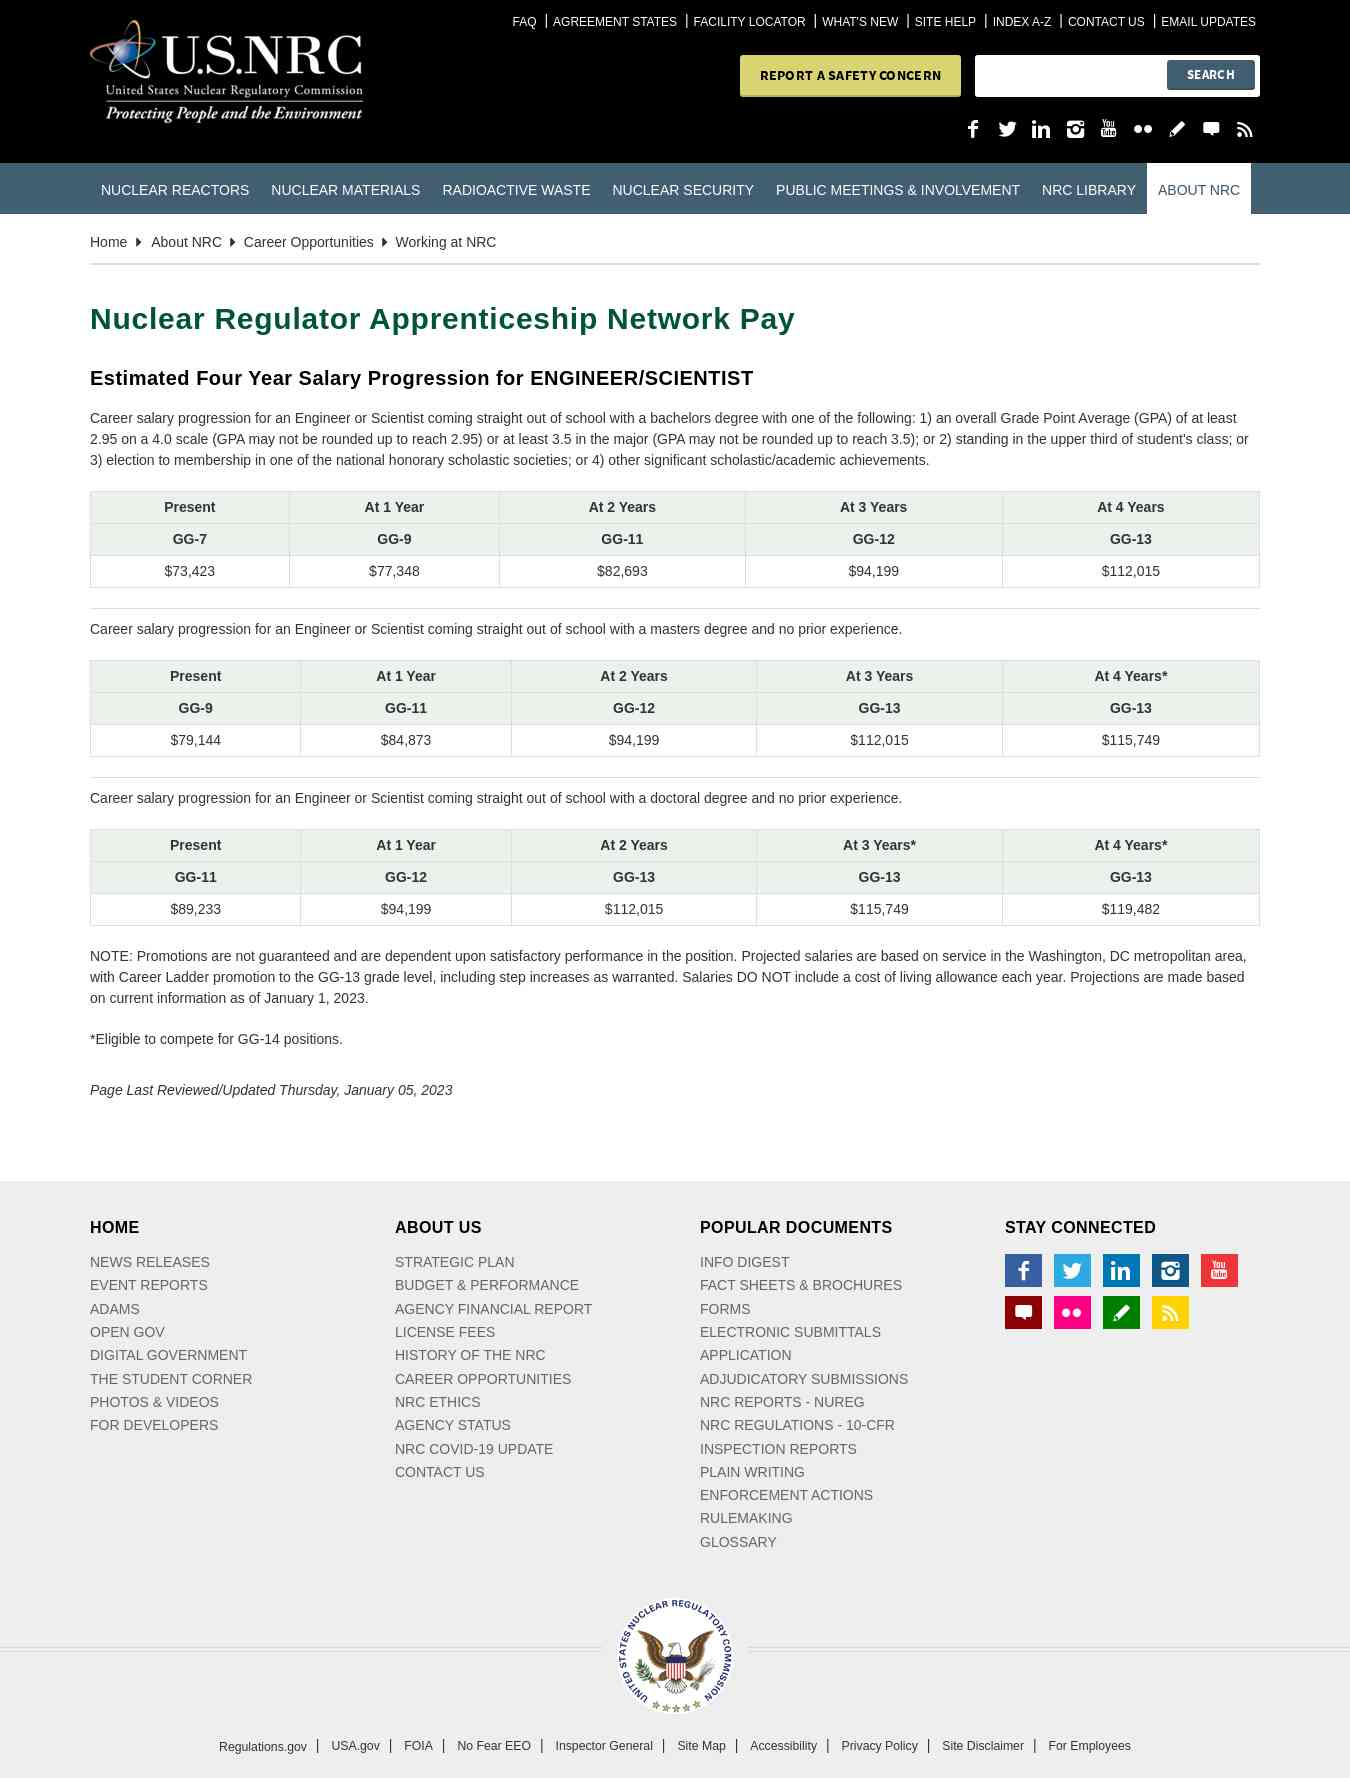 FAQ | AGREEMENT STATES | FACILITY LOCATOR | WHAT'S NEW | SITE HELP | INDEX A-Z | CONTACT US | EMAIL UPDATES
U.S.NRC
United States Nuclear Regulatory Commission
Protecting People and the Environment
REPORT A SAFETY CONCERN SEARCH
You Tube
NUCLEAR REACTORS NUCLEAR MATERIALS RADIOACTIVE WASTE NUCLEAR SECURITY PUBLIC MEETINGS & INVOLVEMENT NRC LIBRARY ABOUT NRC
Home About NRC Career Opportunities Working at NRC
Nuclear Regulator Apprenticeship Network Pay
Estimated Four Year Salary Progression for ENGINEER/SCIENTIST
Career salary progression for an Engineer or Scientist coming straight out of school with a bachelors degree with one of the following: 1) an overall Grade Point Average (GPA) of at least
2.95 on a 4.0 scale (GPA may not be rounded up to reach 2.95) or at least 3.5 in the major (GPA may not be rounded up to reach 3.5); or 2) standing in the upper third of student's class; or
3) election to membership in one of the national honorary scholastic societies; or 4) other significant scholastic/academic achievements.
Present At 1 Year At 2 Years At 3 Years At 4 Years
GG-7 GG-9 GG-11 GG-12 GG-13
$73,423 $77,348 $82,693 $94,199 $112,015
Career salary progression for an Engineer or Scientist coming straight out of school with a masters degree and no prior experience.
Present At 1 Year At 2 Years At 3 Years At 4 Years*
GG-9 GG-11 GG-12 GG-13 GG-13
$79,144 $84,873 $94,199 $112,015 $115,749
Career salary progression for an Engineer or Scientist coming straight out of school with a doctoral degree and no prior experience.
Present At 1 Year At 2 Years At 3 Years* At 4 Years*
GG-11 GG-12 GG-13 GG-13 GG-13
$89,233 $94,199 $112,015 $115,749 $119,482
NOTE: Promotions are not guaranteed and are dependent upon satisfactory performance in the position. Projected salaries are based on service in the Washington, DC metropolitan area,
with Career Ladder promotion to the GG-13 grade level, including step increases as warranted. Salaries DO NOT include a cost of living allowance each year. Projections are made based
on current information as of January 1, 2023.
*Eligible to compete for GG-14 positions.
Page Last Reviewed/Updated Thursday, January 05, 2023
HOME
NEWS RELEASES
EVENT REPORTS
ADAMS
OPEN GOV
DIGITAL GOVERNMENT
THE STUDENT CORNER
PHOTOS & VIDEOS
FOR DEVELOPERS
ABOUT US
STRATEGIC PLAN
BUDGET & PERFORMANCE
AGENCY FINANCIAL REPORT
LICENSE FEES
HISTORY OF THE NRC
CAREER OPPORTUNITIES
NRC ETHICS
AGENCY STATUS
NRC COVID-19 UPDATE
CONTACT US
POPULAR DOCUMENTS
INFO DIGEST
FACT SHEETS & BROCHURES
FORMS
ELECTRONIC SUBMITTALS
APPLICATION
ADJUDICATORY SUBMISSIONS
NRC REPORTS - NUREG
NRC REGULATIONS - 10-CFR
INSPECTION REPORTS
PLAIN WRITING
ENFORCEMENT ACTIONS
RULEMAKING
GLOSSARY
STAY CONNECTED
You Tube
UNITED STATES NUCLEAR REGULATORY COMMISSION
Regulations.gov | USA.gov | FOIA | No Fear EEO | Inspector General | Site Map | Accessibility | Privacy Policy | Site Disclaimer | For Employees